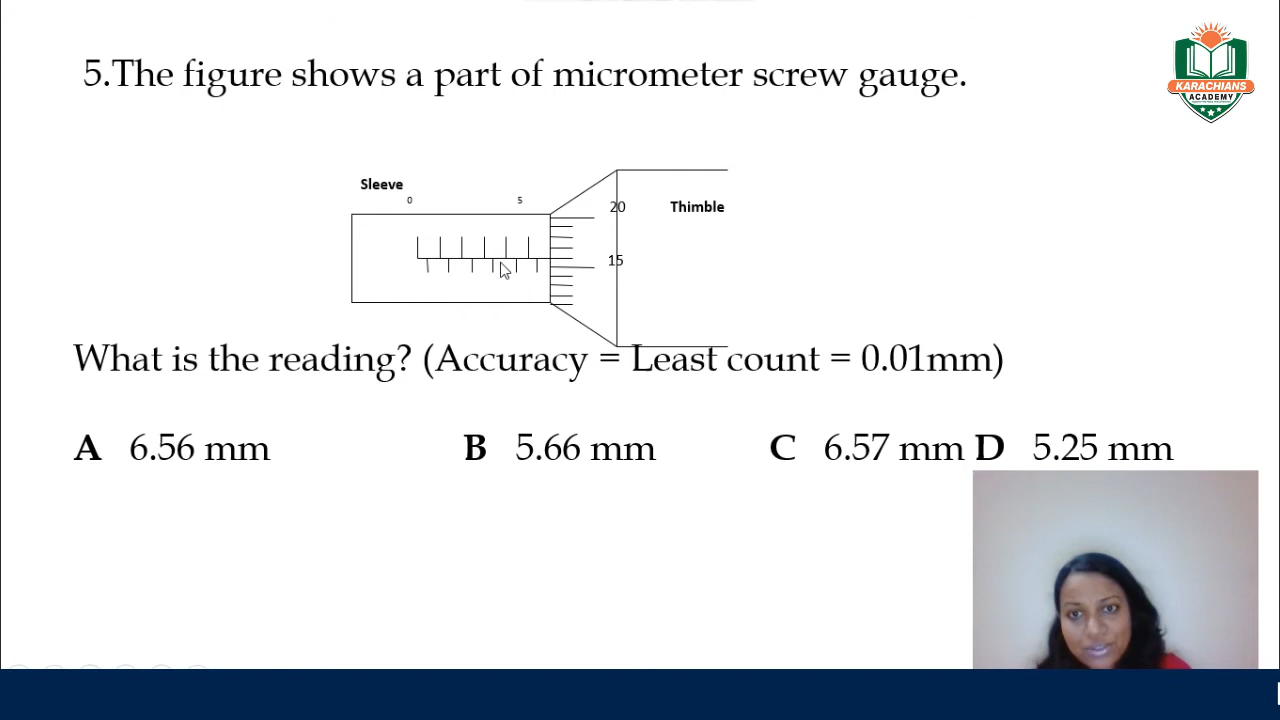 5.The figure shows a part of micrometer screw gauge.
KARACHIANS
ACADEMY
Sleeve
0 5
20 Thimble
15
What is the reading? (Accuracy = Least count = 0.01mm)
A 6.56 mm B 5.66 mm C 6.57 mm D 5.25 mm